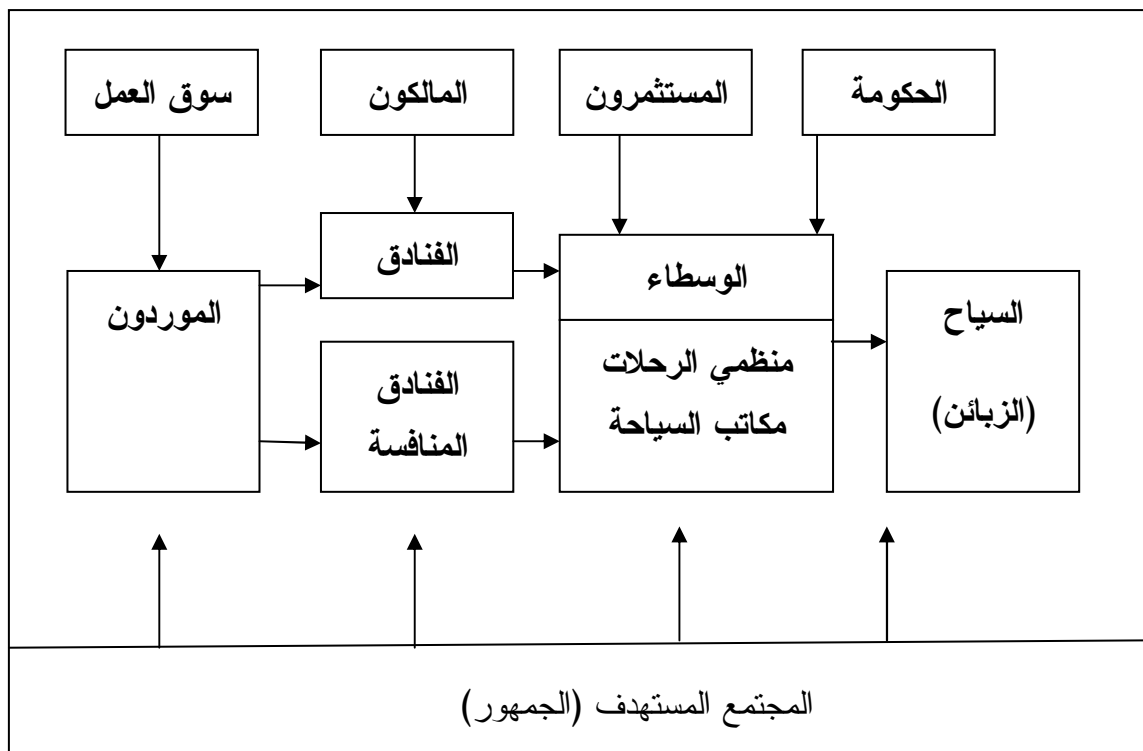 الحكومة
المستثمرون
المالكون
سوق العمل
السياح
(الزبائن)
الوسطاء
منظمي الرحلات
مكاتب السياحة
الفنادق
الفنادق
المنافسة
الموردون
المجتمع المستهدف (الجمهور)